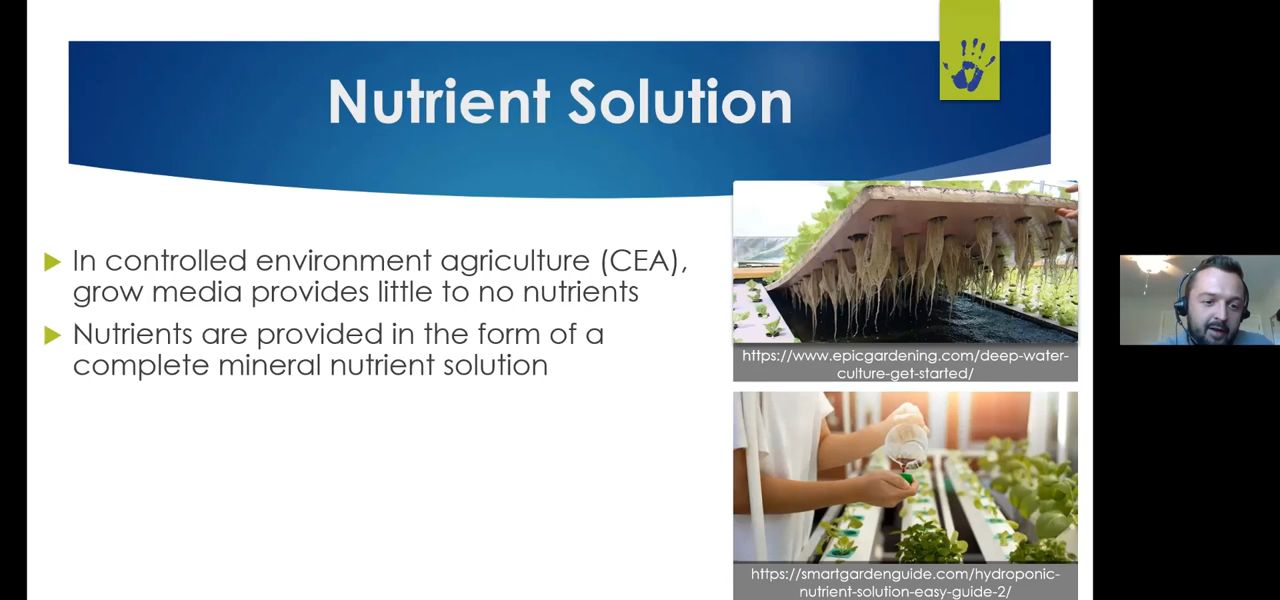 Nutrient Solution
In controlled environment agriculture (CEA),
grow media provides little to no nutrients
Nutrients are provided in the form of a
complete mineral nutrient solution
https://www.epicgardening.com/deep-water-
culture-get-started/
https://smartgardenguide.com/hydroponic-
nutrient-solution-easy-guide-2/